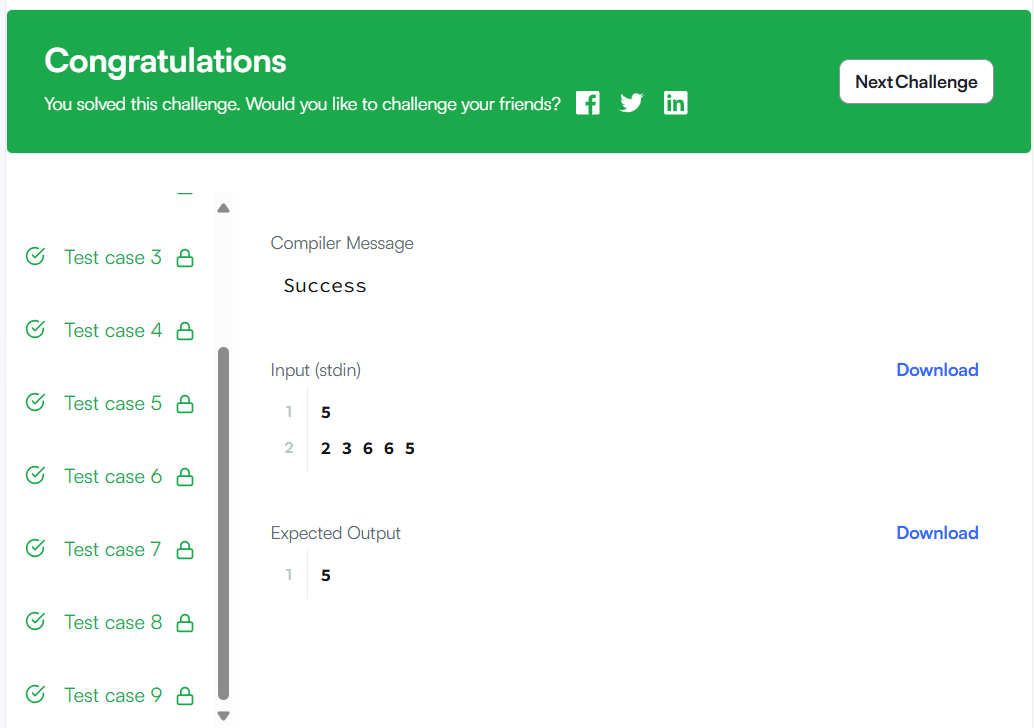 Congratulations
You solved this challenge. Would you like to challenge your friends?
Next Challenge
Test case 3
Test case 4
Test case 5
Test case 6
Test case 7
Test case 8
Test case 9
Compiler Message
Success
Input (stdin)
Download
1 5
2 2 3 6 6 5
Expected Output
Download
1 5